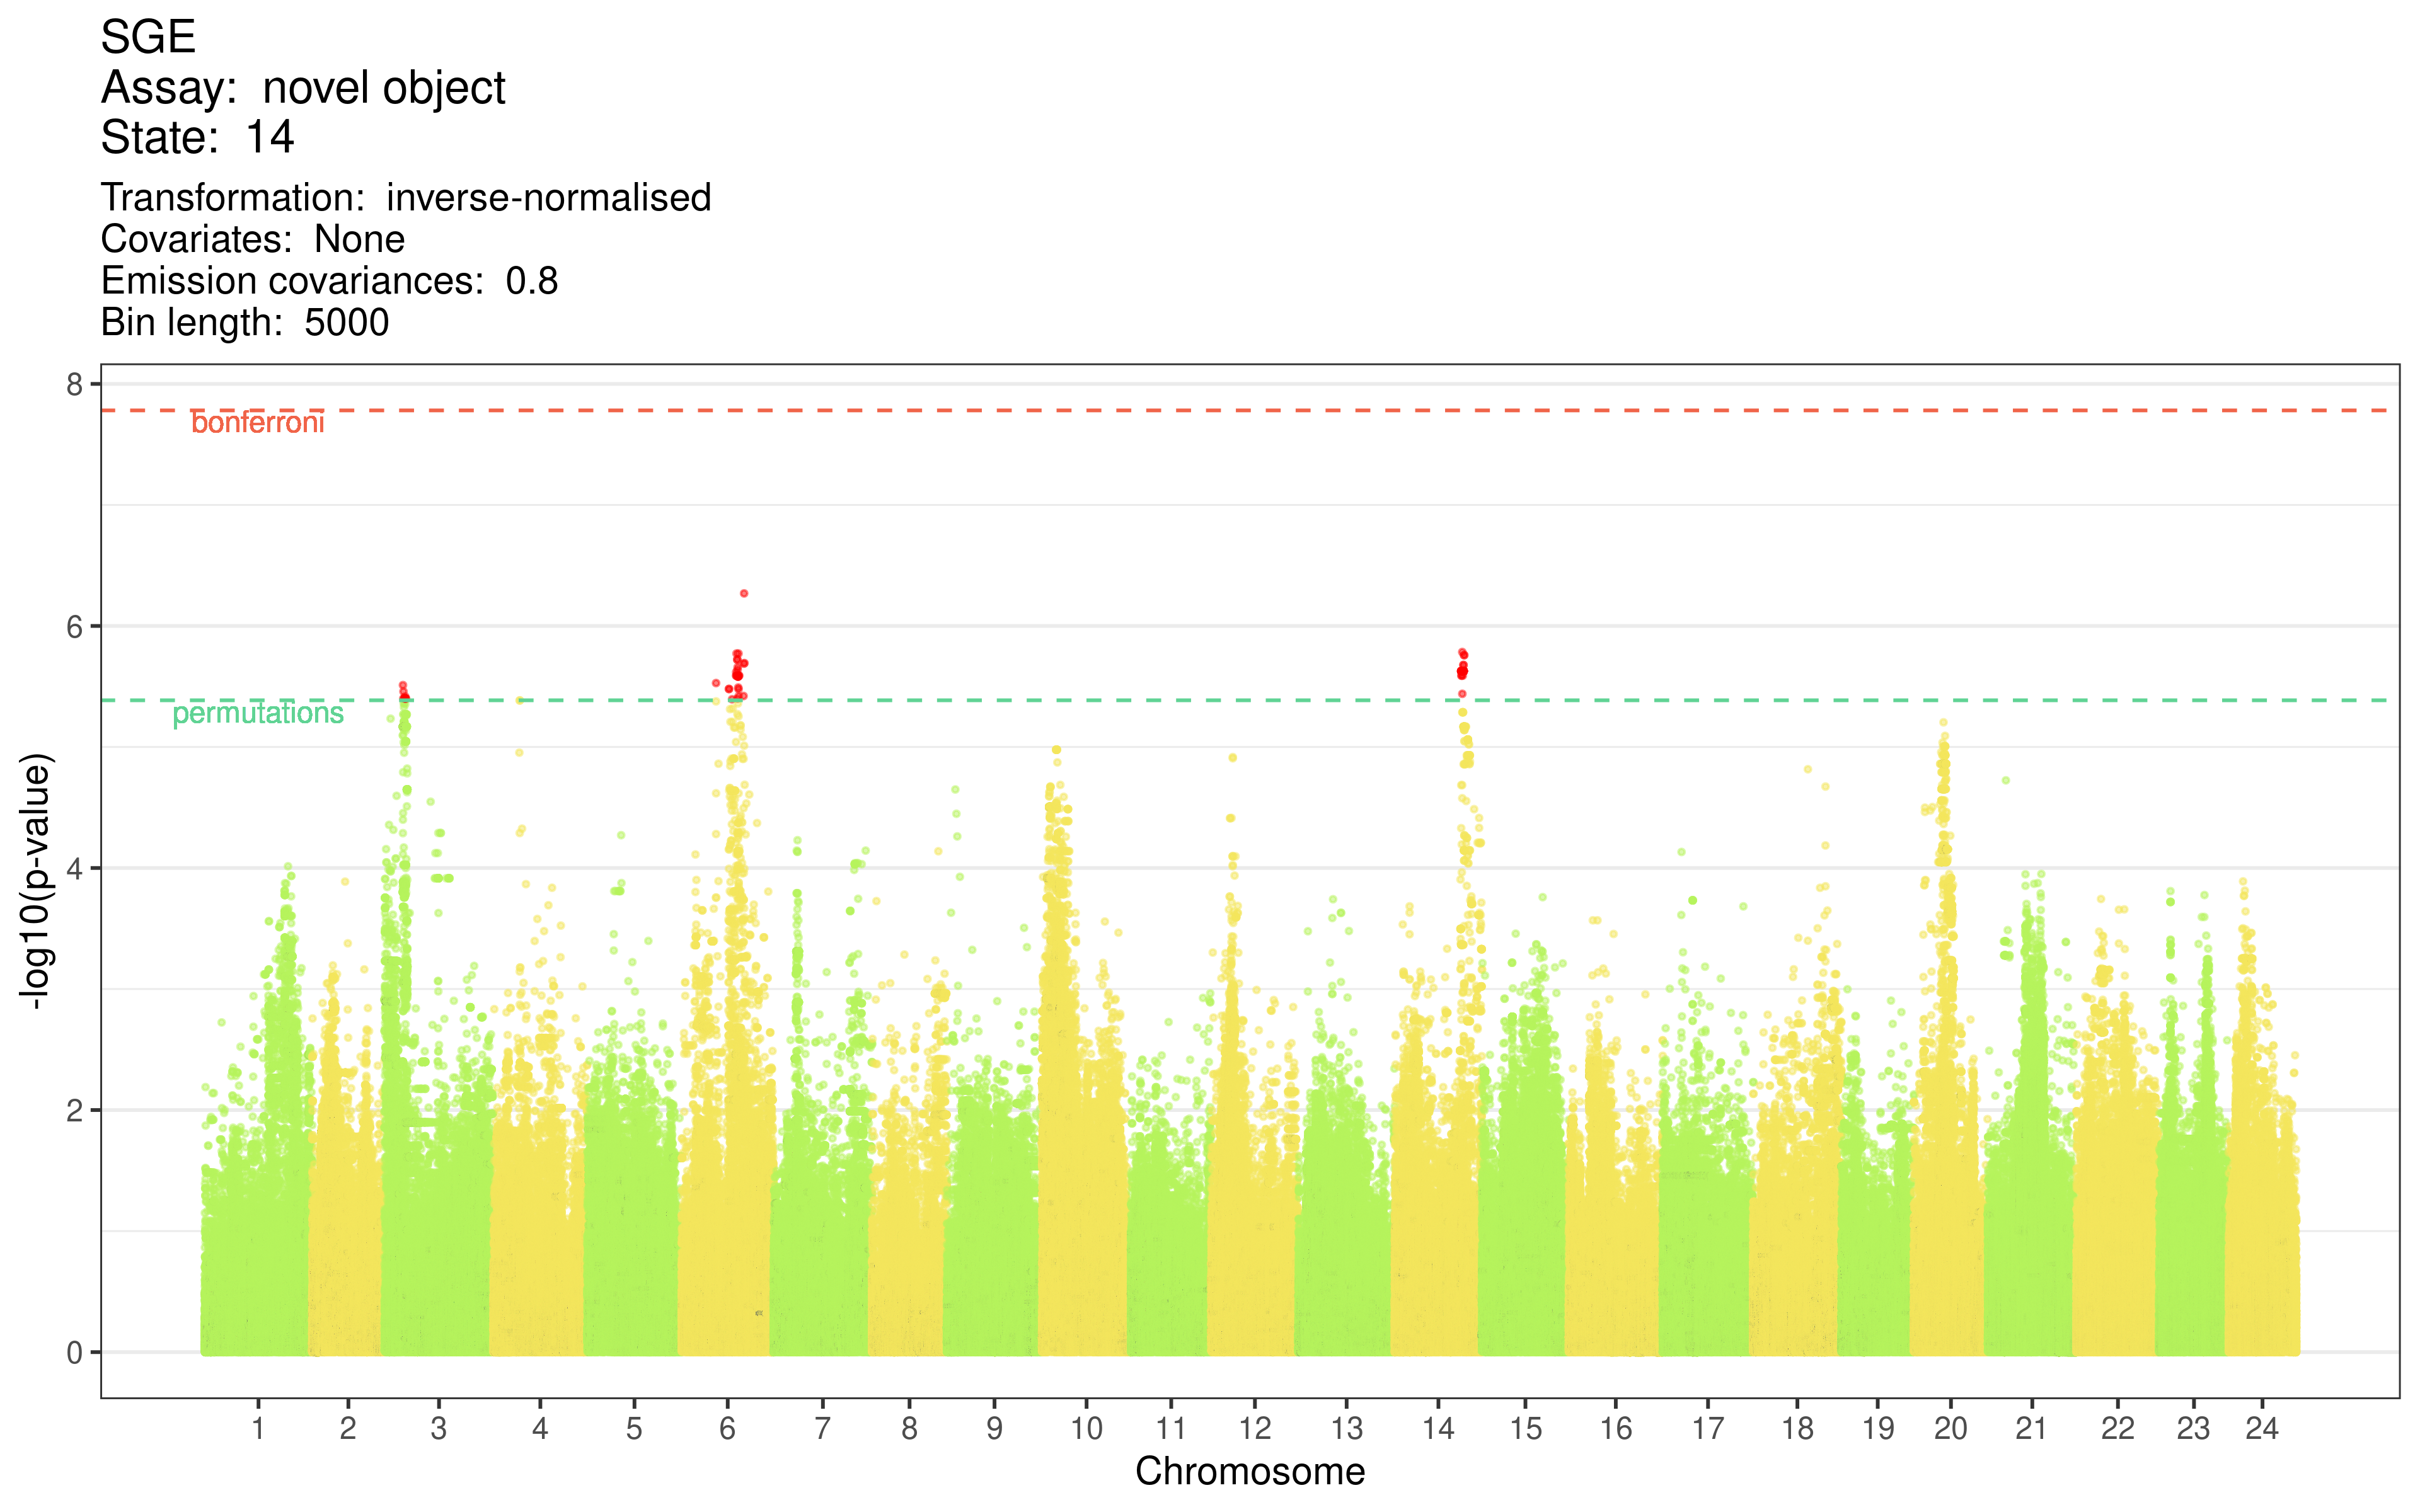 SGE
Assay:  novel object
State:  14
Transformation:  inverse-normalised
Covariates:  None
Emission covariances:  0.8
Bin length:  5000
8
bonferroni
6
permutations
4
2
0
-log10(p-value)
1 2 3 4 5 6 7 8 9 10 11 12 13 14 15 16 17 18 19 20 21 22 23 24
Chromosome